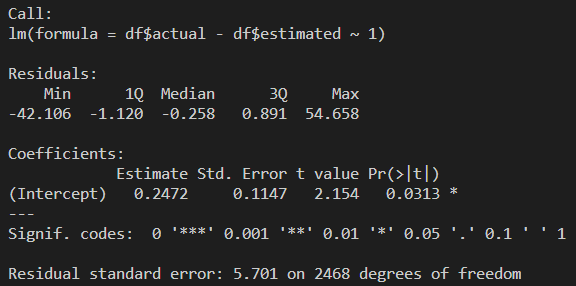 Call:
lm(formula = df$actual - df$estimated ~ 1)
Residuals:
    Min      1Q  Median      3Q     Max
-42.106  -1.120  -0.258   0.891  54.658
Coefficients:
            Estimate Std. Error t value Pr(>|t|)
(Intercept)   0.2472     0.1147   2.154   0.0313 *
---
Signif. codes:  0 '***' 0.001 '**' 0.01 '*' 0.05 '.' 0.1 ' ' 1
Residual standard error: 5.701 on 2468 degrees of freedom